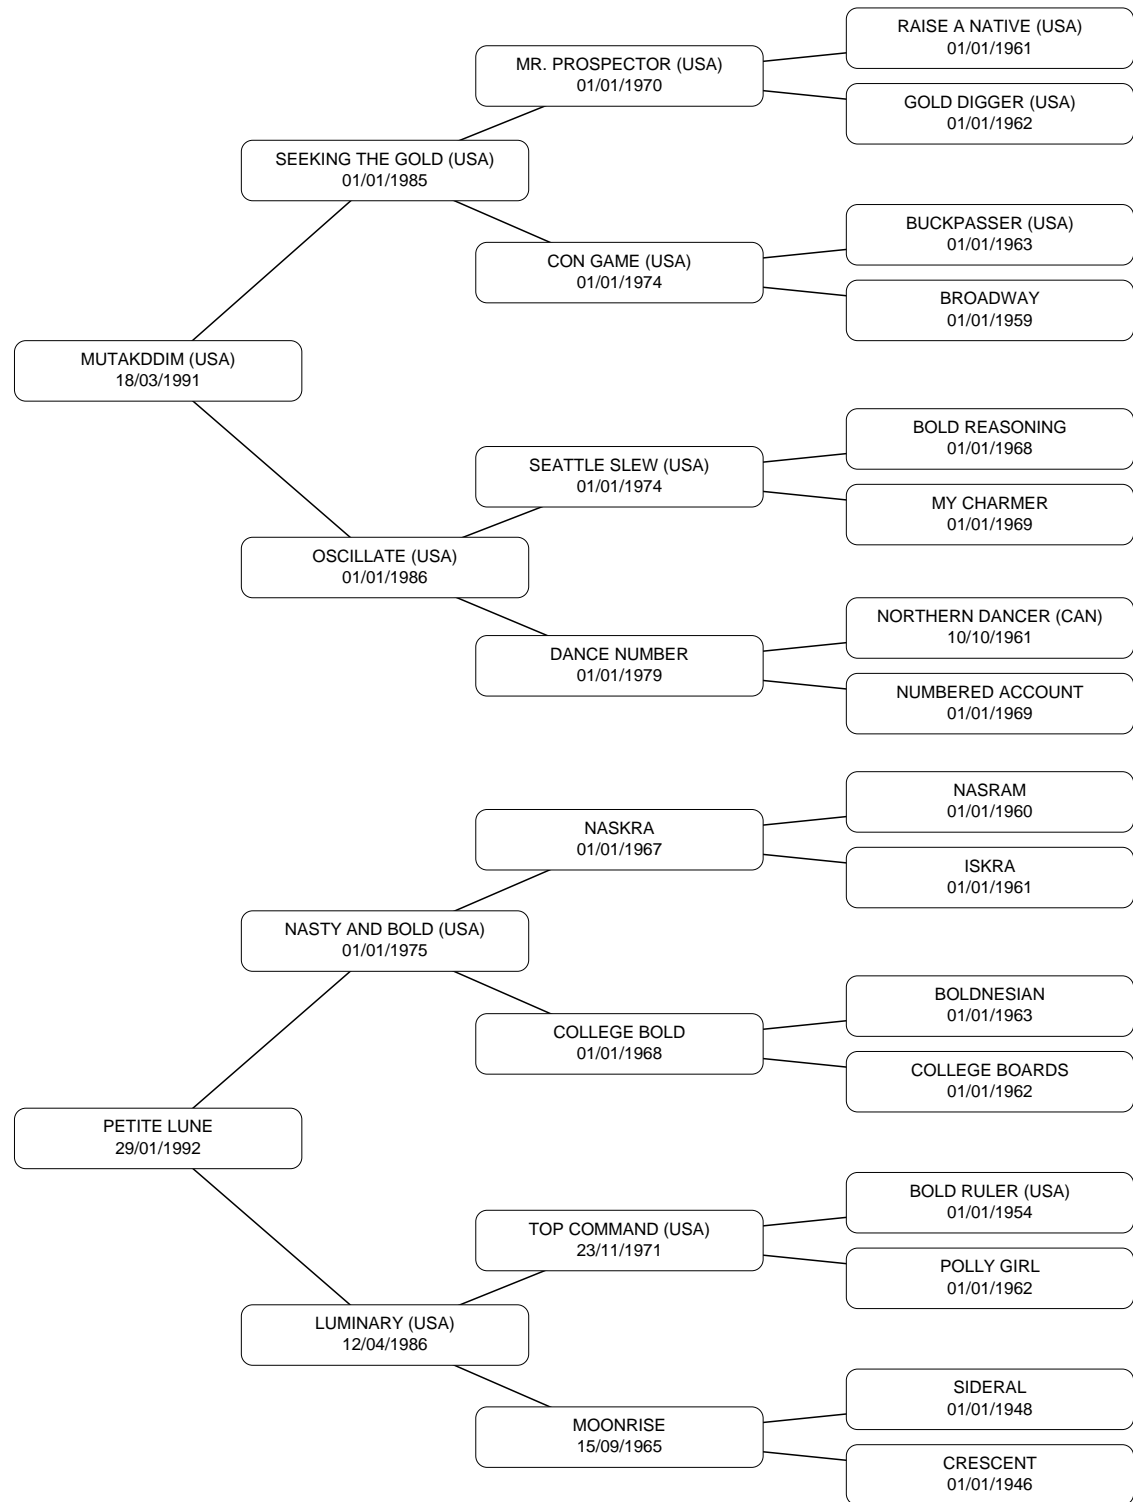 RAISE A NATIVE (USA)
01/01/1961
MR. PROSPECTOR (USA)
01/01/1970
GOLD DIGGER (USA)
01/01/1962
SEEKING THE GOLD (USA)
01/01/1985
BUCKPASSER (USA)
01/01/1963
CON GAME (USA)
01/01/1974
BROADWAY
01/01/1959
MUTAKDDIM (USA)
18/03/1991
BOLD REASONING
01/01/1968
SEATTLE SLEW (USA)
01/01/1974
MY CHARMER
01/01/1969
OSCILLATE (USA)
01/01/1986
NORTHERN DANCER (CAN)
10/10/1961
DANCE NUMBER
01/01/1979
NUMBERED ACCOUNT
01/01/1969
NASRAM
01/01/1960
NASKRA
01/01/1967
ISKRA
01/01/1961
NASTY AND BOLD (USA)
01/01/1975
BOLDNESIAN
01/01/1963
COLLEGE BOLD
01/01/1968
COLLEGE BOARDS
01/01/1962
PETITE LUNE
29/01/1992
BOLD RULER (USA)
01/01/1954
TOP COMMAND (USA)
23/11/1971
POLLY GIRL
01/01/1962
LUMINARY (USA)
12/04/1986
SIDERAL
01/01/1948
MOONRISE
15/09/1965
CRESCENT
01/01/1946